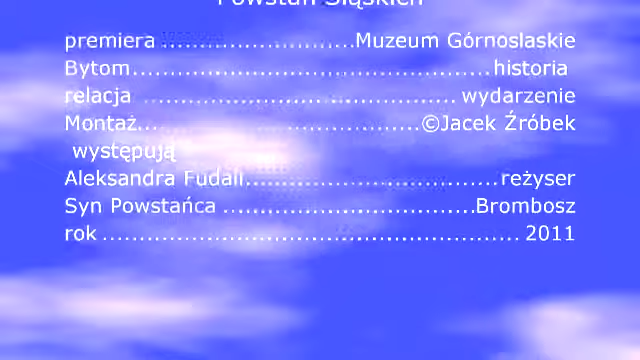 Powstań Śląskich
premiera ........................... Muzeum Górnoslaskie
Bytom................................................. historia
relacja ............................................. wydarzenie
Montaż....................................... ©Jacek Źróbek
występują
Aleksandra Fudali.................................... reżyser
Syn Powstańca ..................................Brombosz
rok ......................................................... 2011